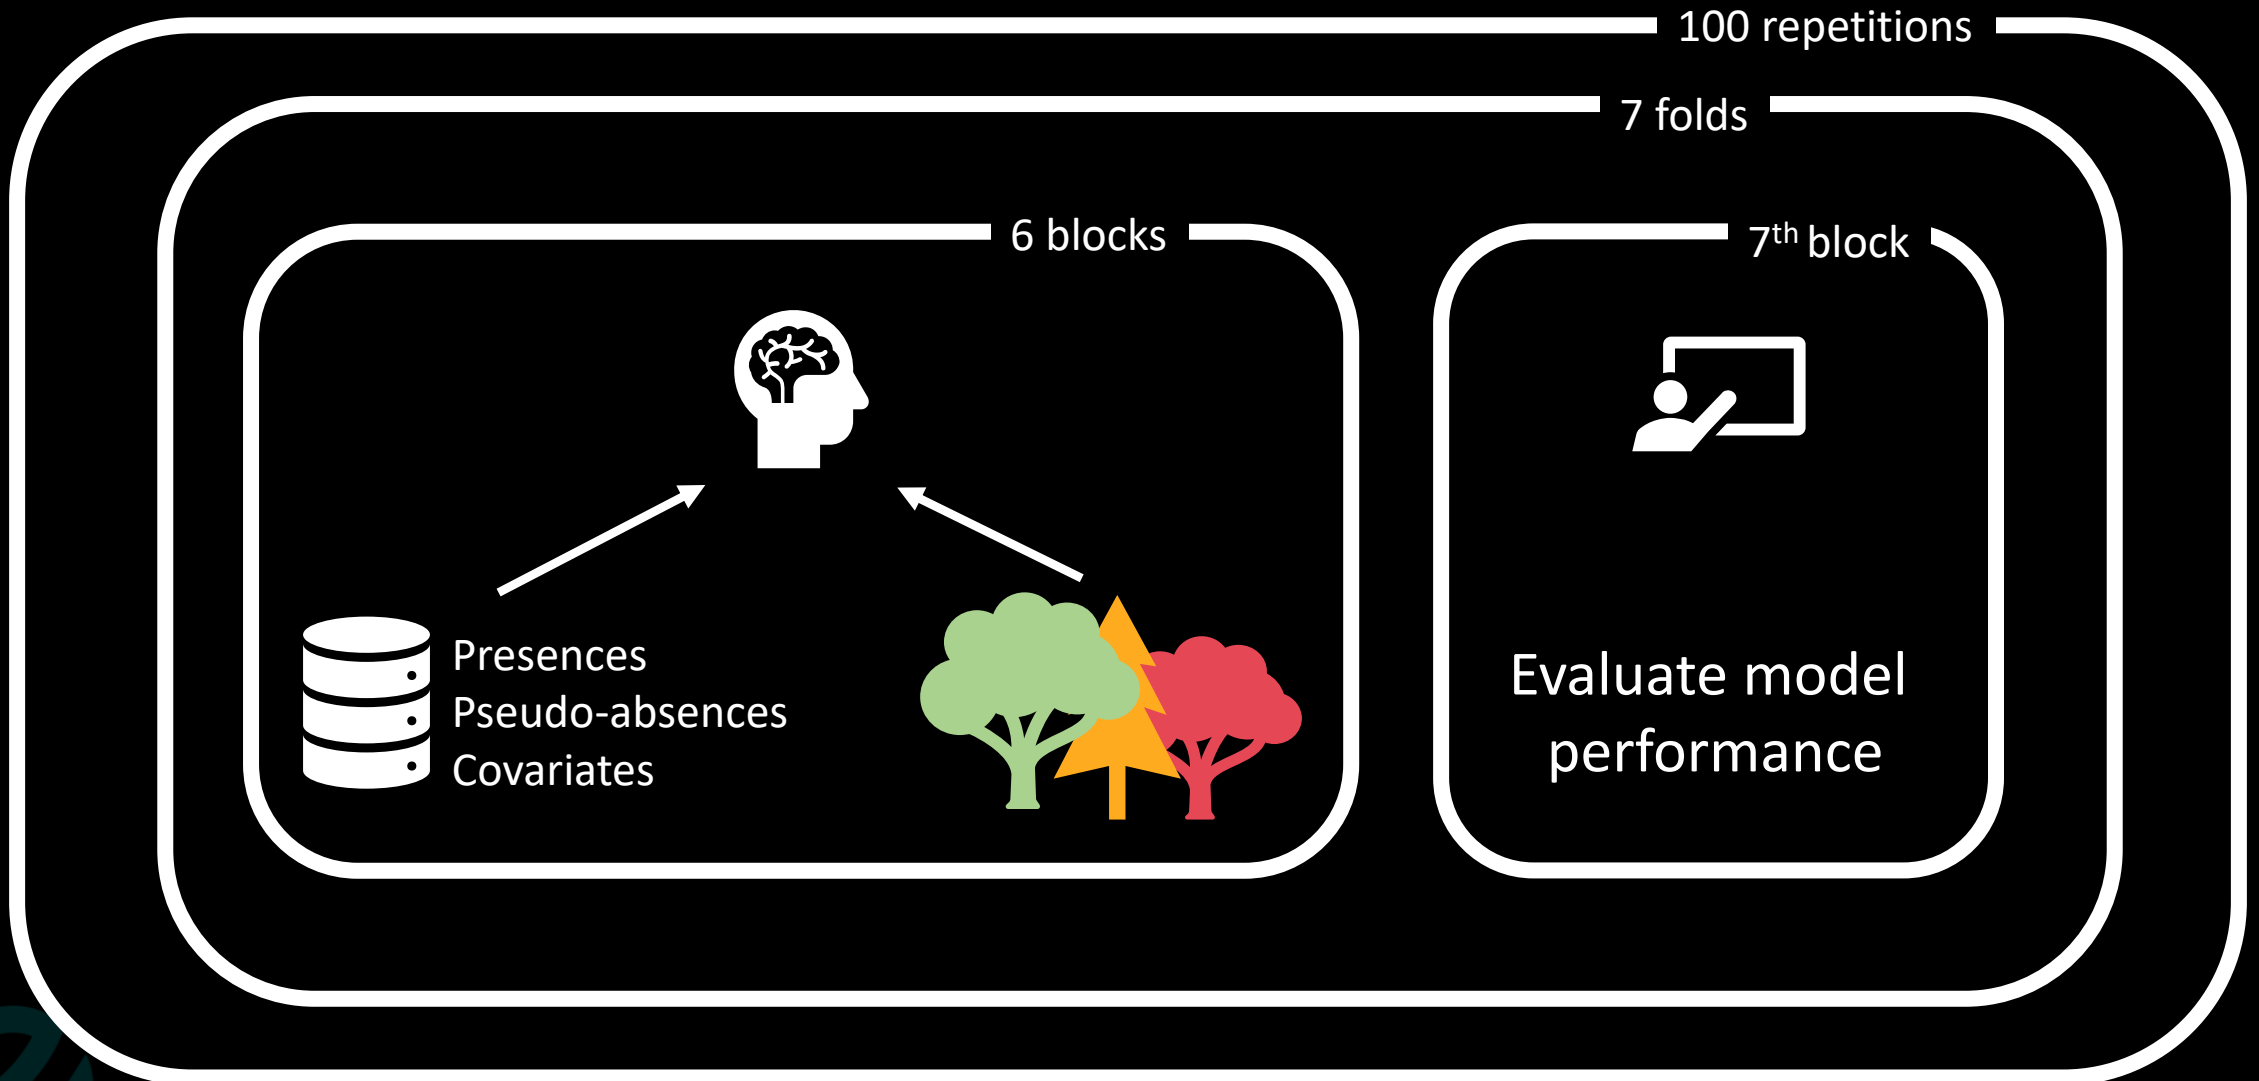 100 repetitions
7 folds
6 blocks
7th block
Presences
Pseudo-absences
Covariates
Evaluate model
performance